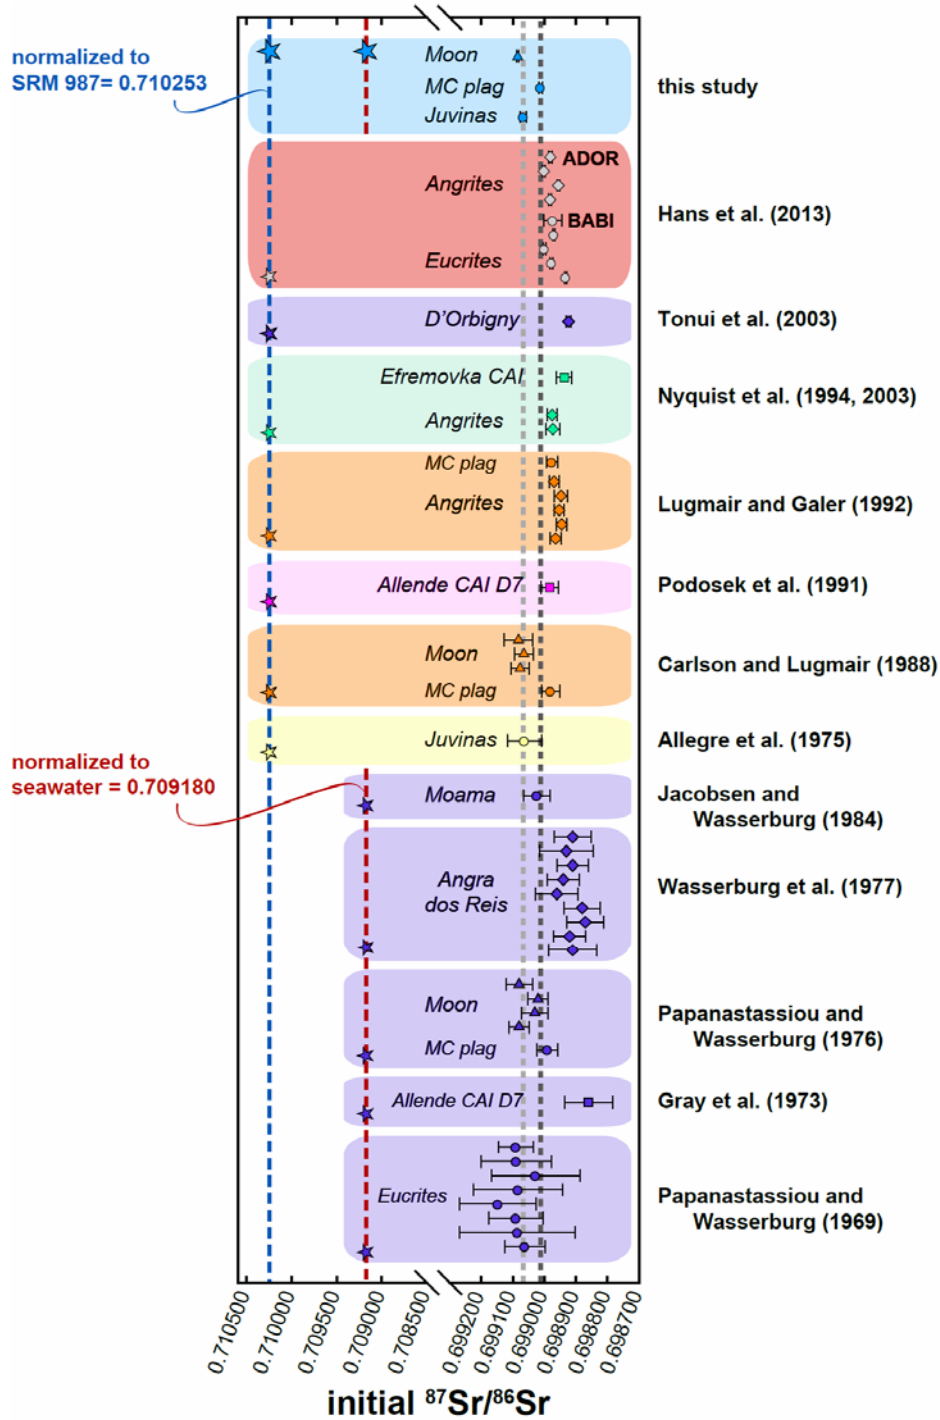 normalized to
SRM 987= 0.710253
Moon
MC plag
Juvinas
this study
ADOR
Angrites
BABI
Eucrites
Hans et al. (2013)
D'Orbigny
Tonui et al. (2003)
Efremovka CAI
Angrites
Nyquist et al. (1994, 2003)
MC plag
Angrites
Lugmair and Galer (1992)
Allende CAI D7
Podosek et al. (1991)
Moon
MC plag
Carlson and Lugmair (1988)
Juvinas
Allegre et al. (1975)
normalized to
seawater = 0.709180
Moama
Jacobsen and
Wasserburg (1984)
Angra
dos Reis
Wasserburg et al. (1977)
Moon
MC plag
Papanastassiou and
Wasserburg (1976)
Allende CAI D7
Gray et al. (1973)
Eucrites
Papanastassiou and
Wasserburg (1969)
0.710500
0.710000
0.709500
0.709000
0.708500
0.699200
0.699100
0.699000
0.698900
0.698800
0.698700
initial ⁸⁷Sr/⁸⁶Sr